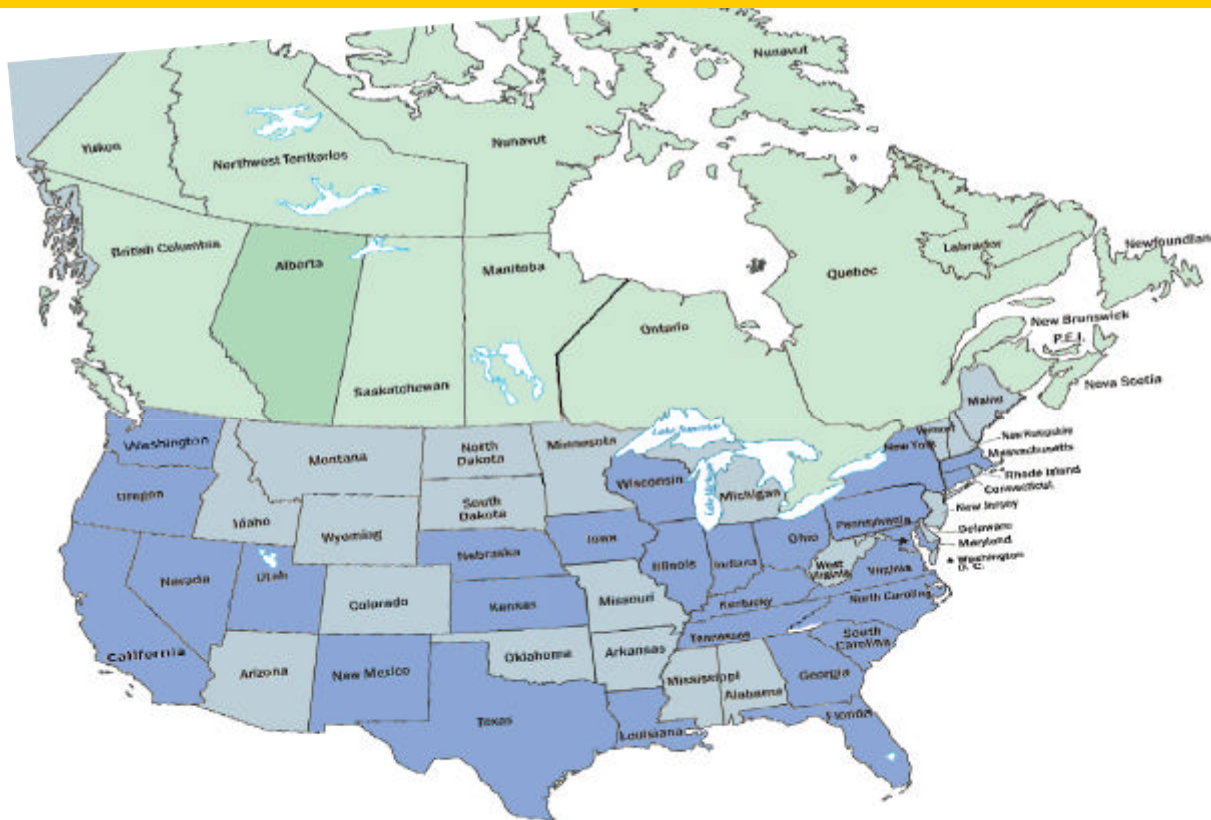 Nunavut
Yukon
Northwest Territories
Nunavut
British Columbia
Alberta
Manitoba
Labrador
Newfoundland
Quebec
Ontario
New Brunswick
P.E.I.
Saskatchewan
Nova Scotia
Maine
Washington
Montana
North
Dakota
Minnesota
Lake Superior
Vermont
New York
New Hampshire
Massachusetts
Rhode Island
Connecticut
Oregon
Idaho
South
Dakota
Wisconsin
Michigan
New Jersey
Wyoming
Pennsylvania
Delaware
Maryland
Washington
D. C.
Nebraska
Iowa
Ohio
Nevada
Utah
Illinois
Indiana
West
Virginia
Virginia
Colorado
Kansas
Missouri
Kentucky
North Carolina
California
Arizona
New Mexico
Oklahoma
Arkansas
Tennessee
South
Carolina
Mississippi
Alabama
Georgia
Texas
Louisiana
Florida